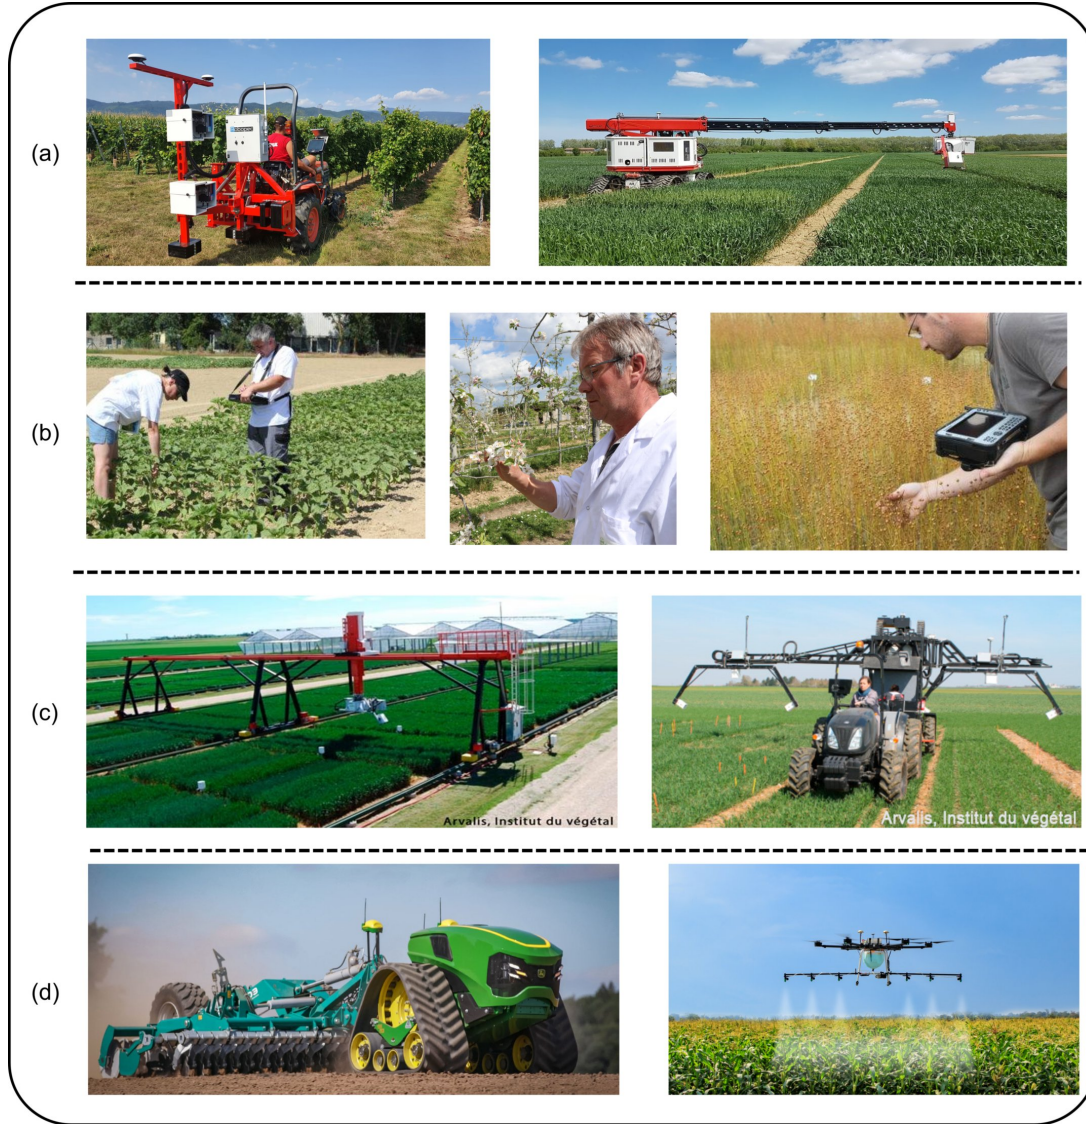 (a)
(b)
(c)
Arvalis, Institut du végétal
Arvalis, Institut du végétal
(d)